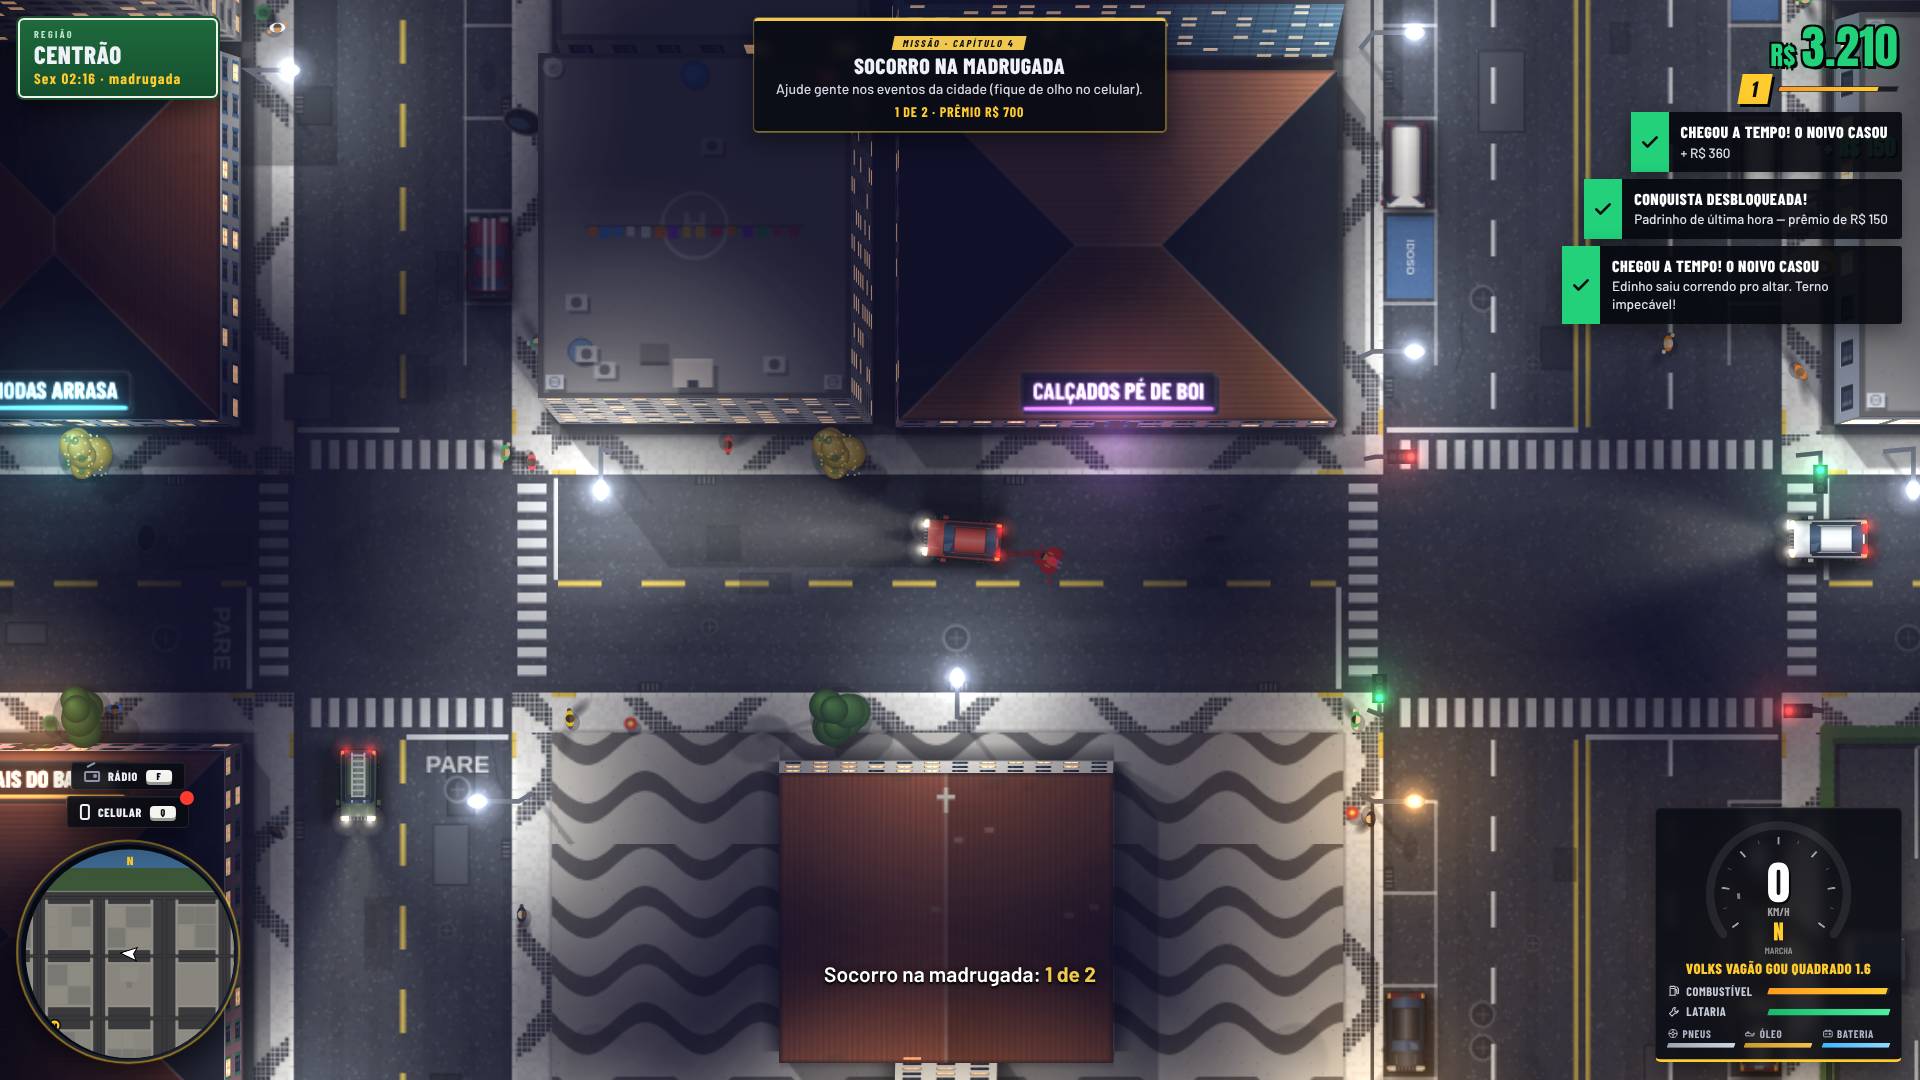 REGIÃO
CENTRÃO
Sex 02:16 · madrugada
MISSÃO · CAPÍTULO 4
SOCORRO NA MADRUGADA
Ajude gente nos eventos da cidade (fique de olho no celular).
1 DE 2 · PRÊMIO R$ 700
R$ 3.210
1
CHEGOU A TEMPO! O NOIVO CASOU
+ R$ 360
CONQUISTA DESBLOQUEADA!
Padrinho de última hora — prêmio de R$ 150
CHEGOU A TEMPO! O NOIVO CASOU
Edinho saiu correndo pro altar. Terno
impecável!
H
IDOSO
MODAS ARRASA
CALÇADOS PÉ DE BOI
PARE
PARE
AIS DO BA
RÁDIO F
CELULAR Q
N
Socorro na madrugada: 1 de 2
0
KM/H
N
MARCHA
VOLKS VAGÃO GOU QUADRADO 1.6
COMBUSTÍVEL
LATARIA
PNEUS ÓLEO BATERIA